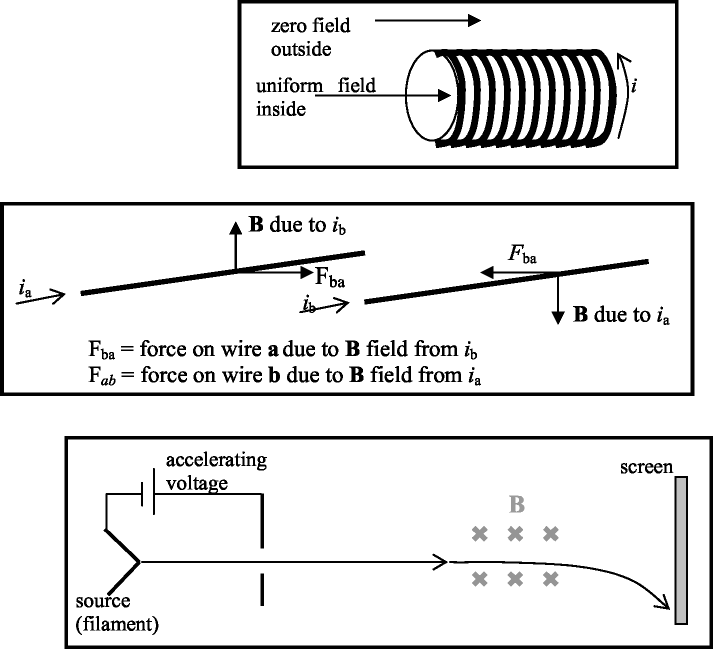 zero field
outside
uniform field
inside
i
B due to ib
Fba
ia
Fba
ib
B due to ia
Fba = force on wire a due to B field from ib
Fab = force on wire b due to B field from ia
accelerating
voltage
screen
B
source
(filament)